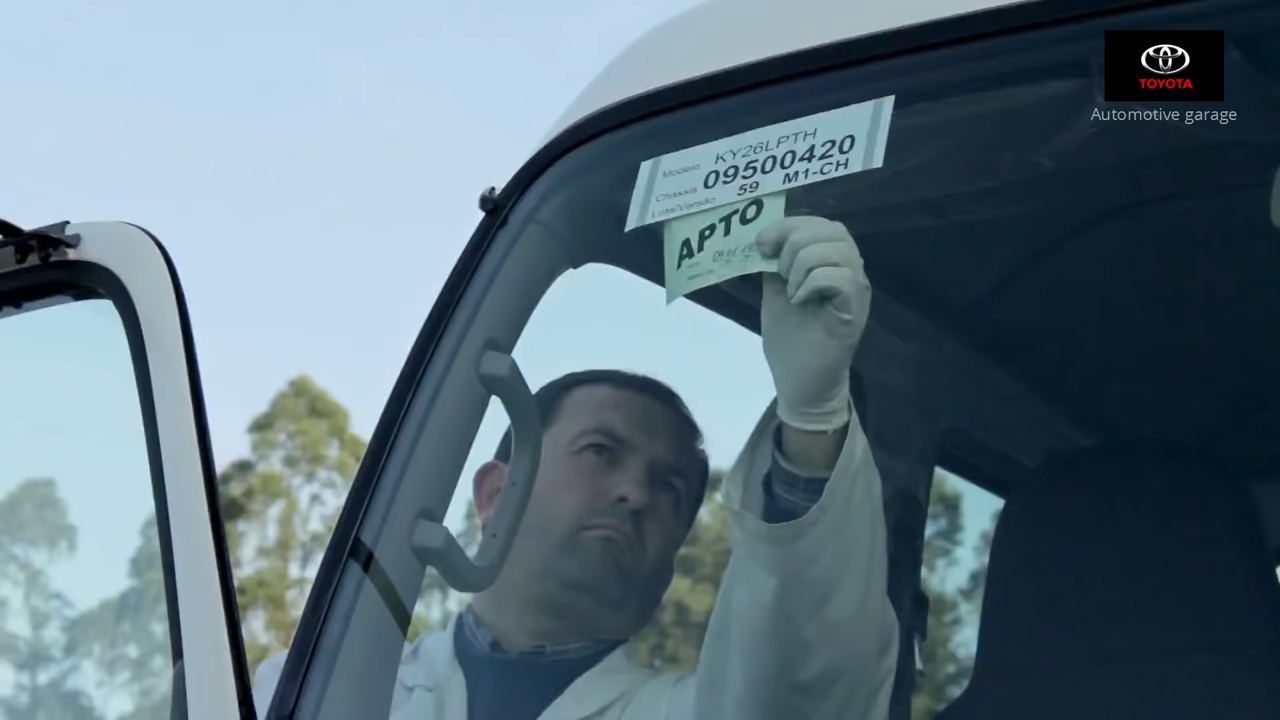 TOYOTA
Automotive garage
Modelo KY26LPTH
Chassis 09500420
Lote/Versão 59 M1-CH
APTO